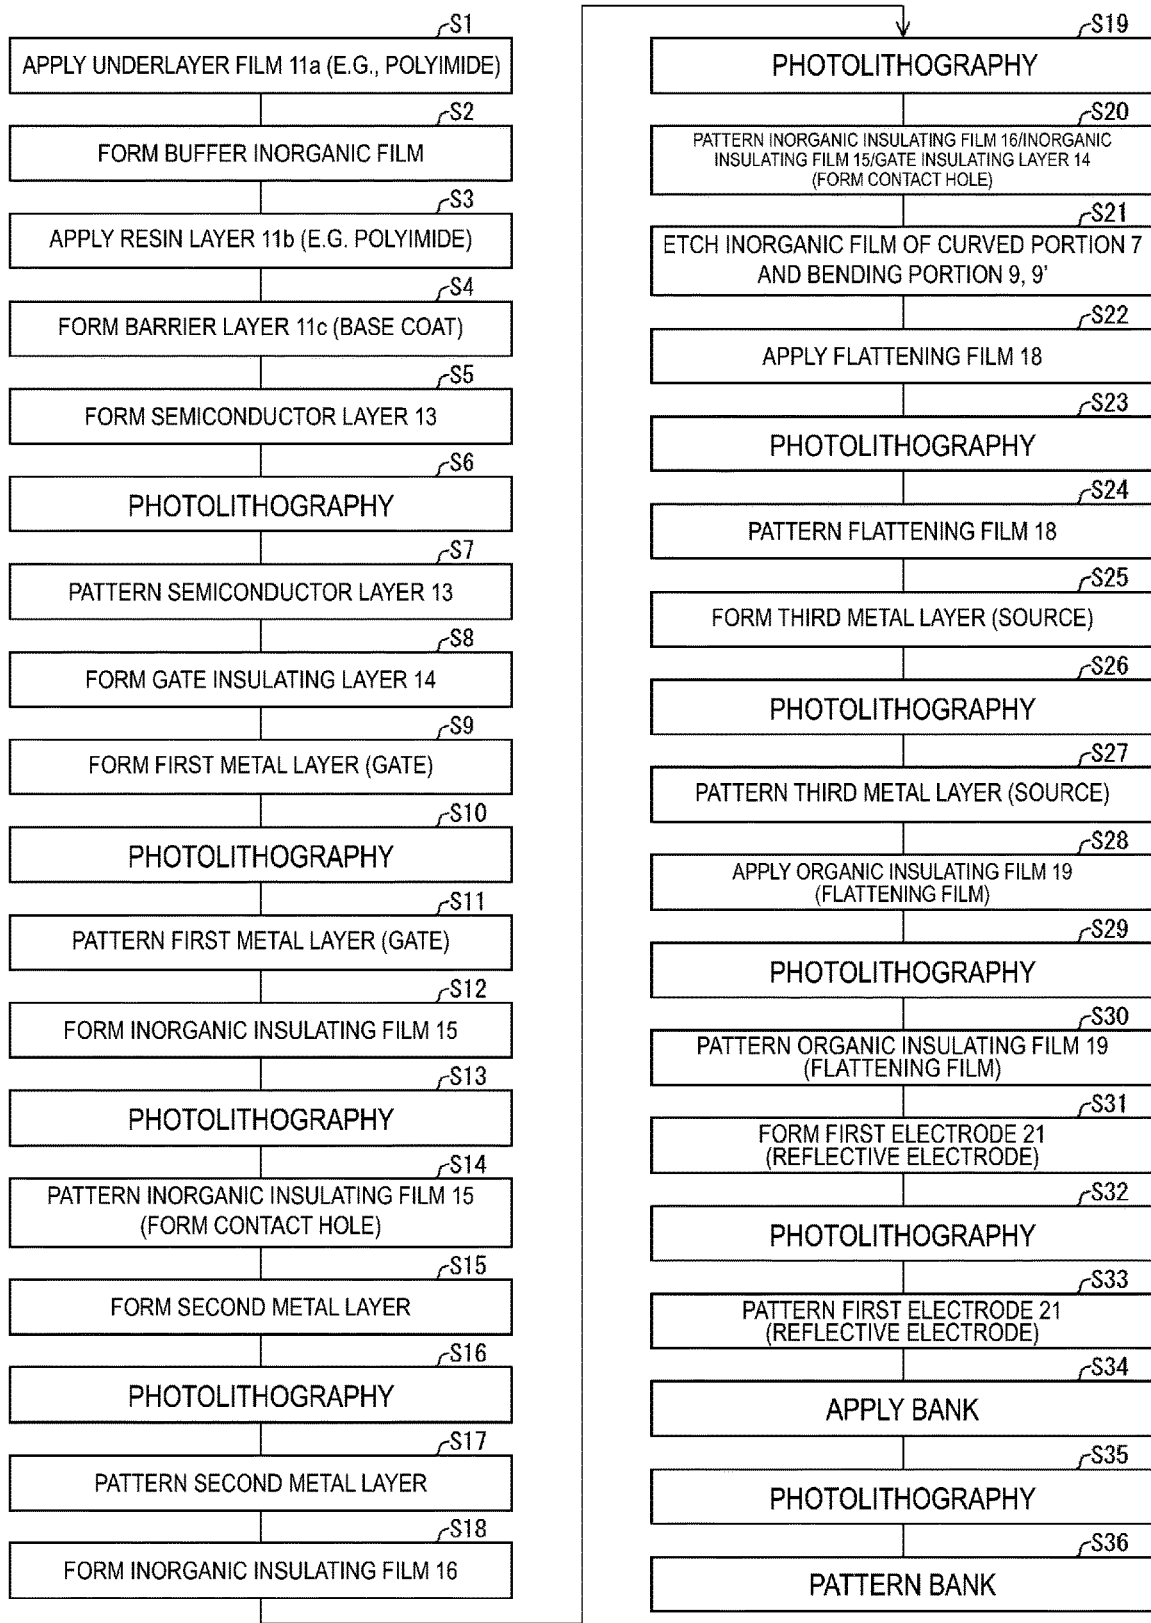 S1
APPLY UNDERLAYER FILM 11a (E.G., POLYIMIDE)
S2
FORM BUFFER INORGANIC FILM
S3
APPLY RESIN LAYER 11b (E.G. POLYIMIDE)
S4
FORM BARRIER LAYER 11c (BASE COAT)
S5
FORM SEMICONDUCTOR LAYER 13
S6
PHOTOLITHOGRAPHY
S7
PATTERN SEMICONDUCTOR LAYER 13
S8
FORM GATE INSULATING LAYER 14
S9
FORM FIRST METAL LAYER (GATE)
S10
PHOTOLITHOGRAPHY
S11
PATTERN FIRST METAL LAYER (GATE)
S12
FORM INORGANIC INSULATING FILM 15
S13
PHOTOLITHOGRAPHY
S14
PATTERN INORGANIC INSULATING FILM 15
(FORM CONTACT HOLE)
S15
FORM SECOND METAL LAYER
S16
PHOTOLITHOGRAPHY
S17
PATTERN SECOND METAL LAYER
S18
FORM INORGANIC INSULATING FILM 16
S19
PHOTOLITHOGRAPHY
S20
PATTERN INORGANIC INSULATING FILM 16/INORGANIC
INSULATING FILM 15/GATE INSULATING LAYER 14
(FORM CONTACT HOLE)
S21
ETCH INORGANIC FILM OF CURVED PORTION 7
AND BENDING PORTION 9, 9'
S22
APPLY FLATTENING FILM 18
S23
PHOTOLITHOGRAPHY
S24
PATTERN FLATTENING FILM 18
S25
FORM THIRD METAL LAYER (SOURCE)
S26
PHOTOLITHOGRAPHY
S27
PATTERN THIRD METAL LAYER (SOURCE)
S28
APPLY ORGANIC INSULATING FILM 19
(FLATTENING FILM)
S29
PHOTOLITHOGRAPHY
S30
PATTERN ORGANIC INSULATING FILM 19
(FLATTENING FILM)
S31
FORM FIRST ELECTRODE 21
(REFLECTIVE ELECTRODE)
S32
PHOTOLITHOGRAPHY
S33
PATTERN FIRST ELECTRODE 21
(REFLECTIVE ELECTRODE)
S34
APPLY BANK
S35
PHOTOLITHOGRAPHY
S36
PATTERN BANK